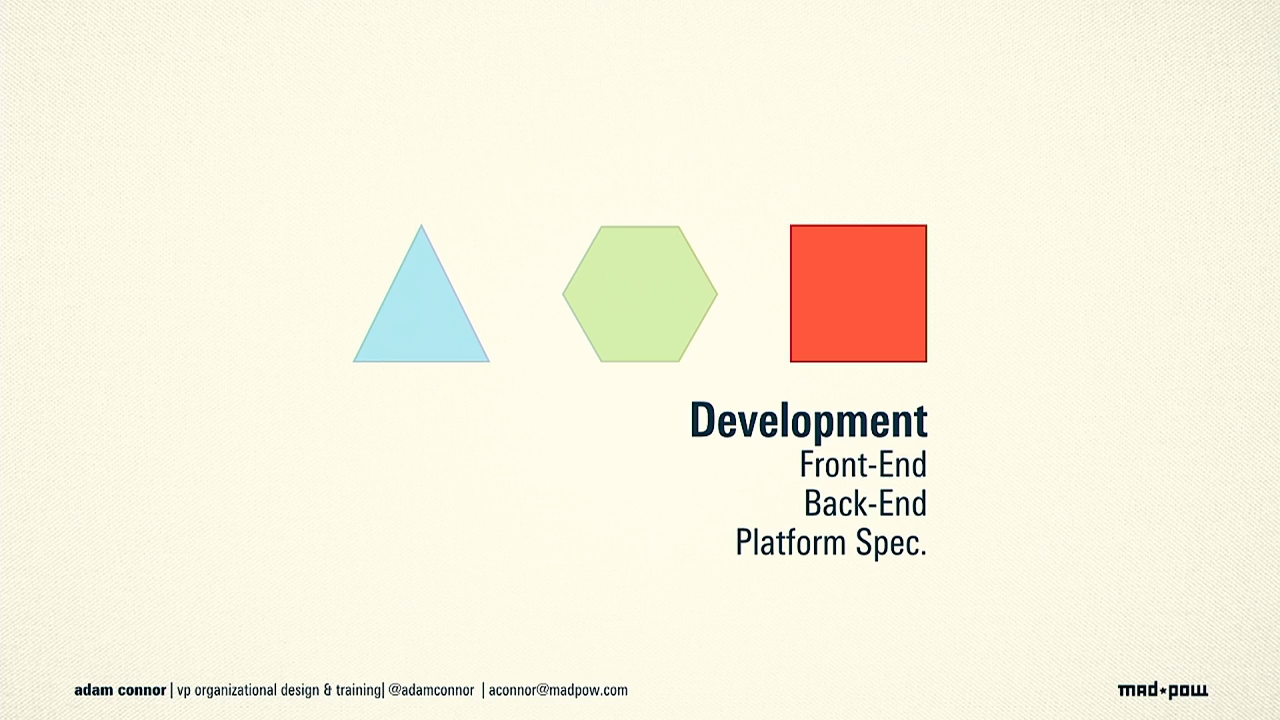 Development
Front-End
Back-End
Platform Spec.
adam connor | vp organizational design & training| @adamconnor | aconnor@madpow.com
mad*pow